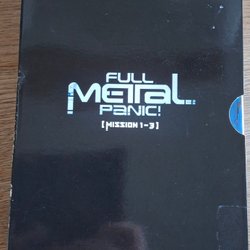 FULL
METAL
PANIC!
[MISSION 1-3]